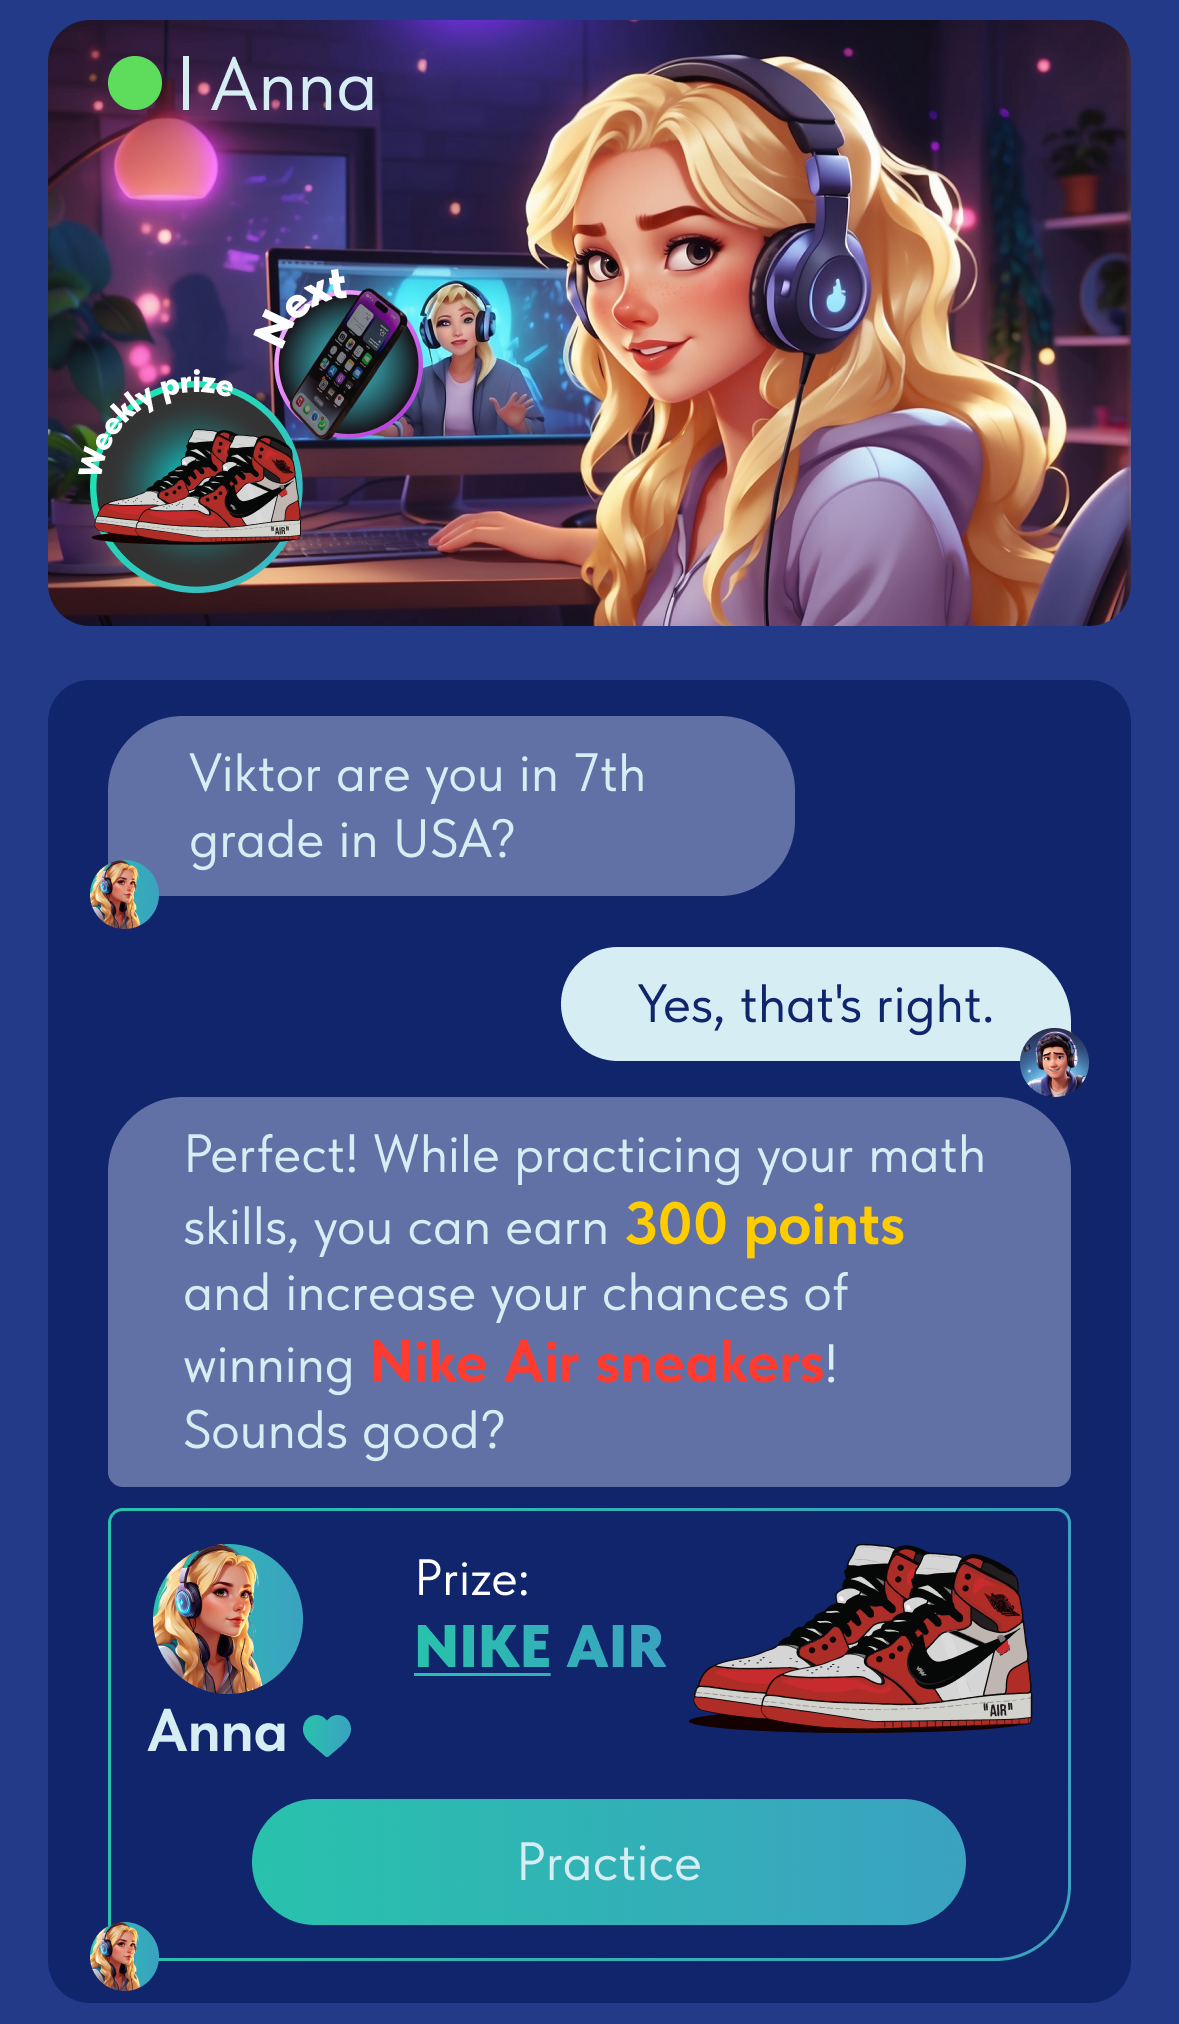 | Anna
Next
Weekly prize
"AIR"
Viktor are you in 7th
grade in USA?
Yes, that's right.
Perfect! While practicing your math
skills, you can earn 300 points
and increase your chances of
winning Nike Air sneakers!
Sounds good?
Prize:
NIKE AIR
"AIR"
Anna
Practice